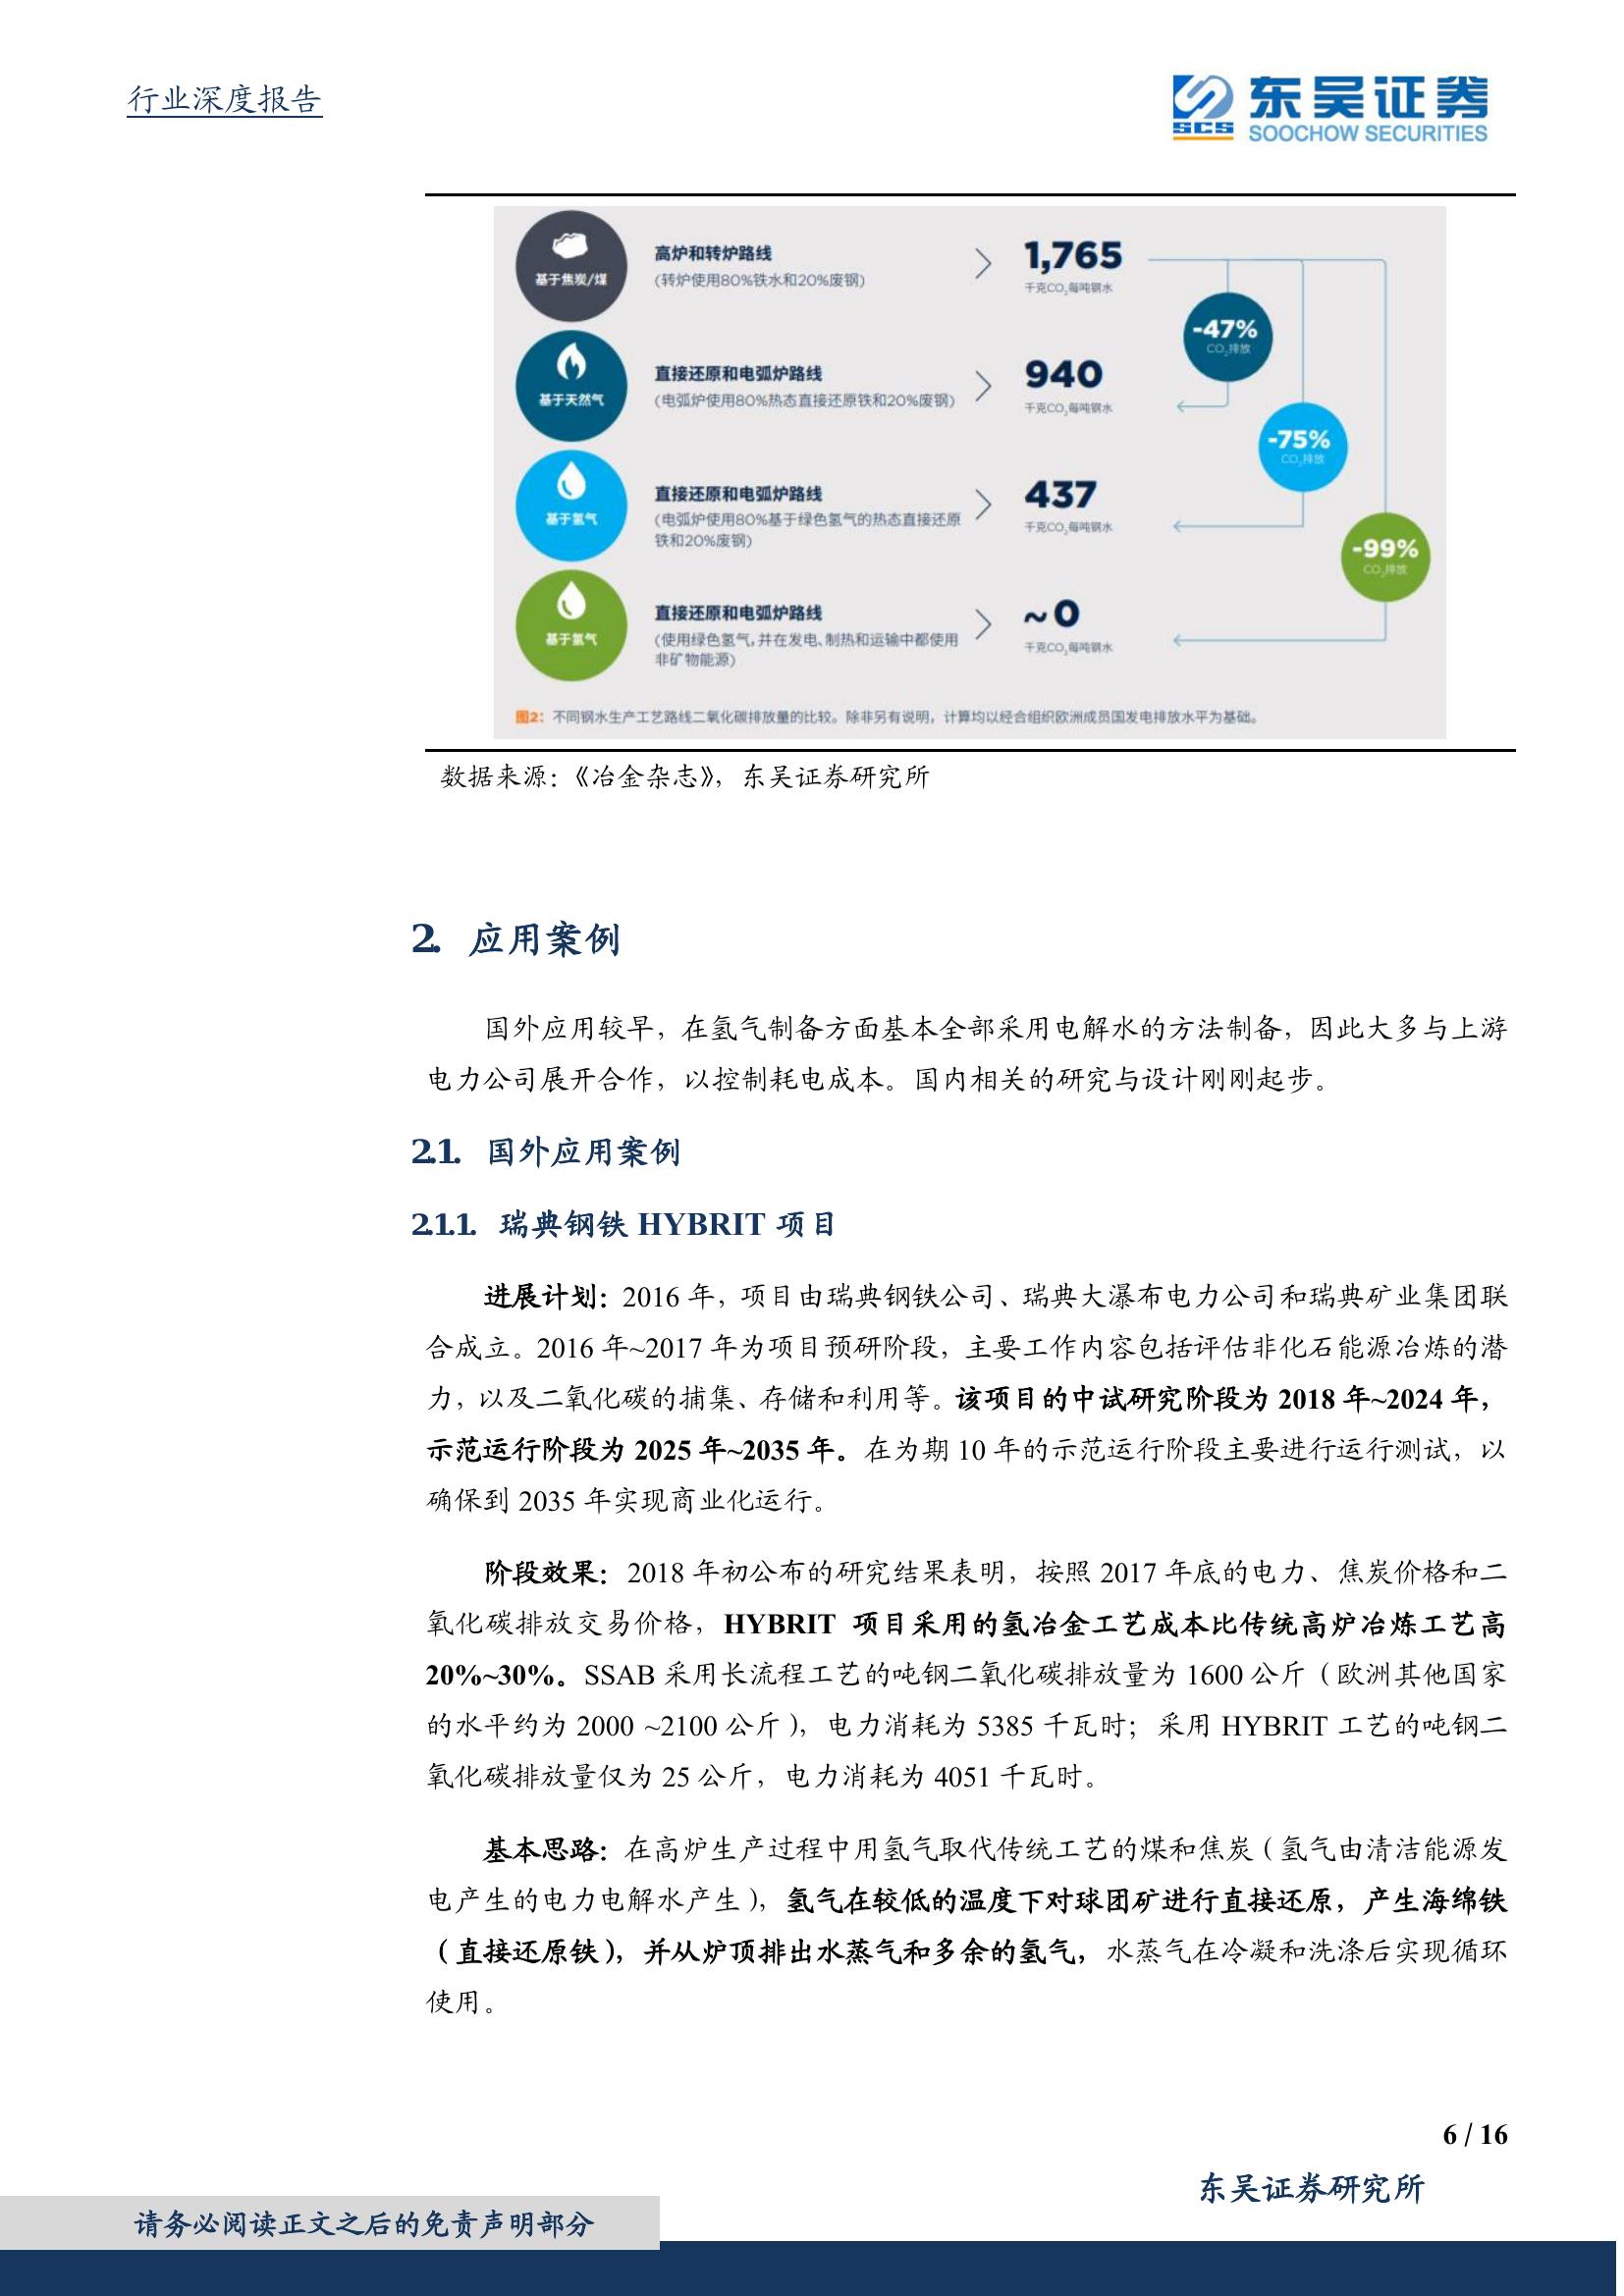 行业深度报告
SCS
东吴证券
SOOCHOW SECURITIES
基于焦炭/煤
高炉和转炉路线
(转炉使用80%铁水和20%废钢)
1,765
千克CO₂每吨钢水
-47%
CO₂排放
基于天然气
直接还原和电弧炉路线
(电弧炉使用80%热态直接还原铁和20%废钢)
940
千克CO₂每吨钢水
-75%
CO₂排放
基于氢气
直接还原和电弧炉路线
(电弧炉使用80%基于绿色氢气的热态直接还原
铁和20%废钢)
437
千克CO₂每吨钢水
-99%
CO₂排放
基于氢气
直接还原和电弧炉路线
(使用绿色氢气,并在发电、制热和运输中都使用
非矿物能源)
~0
千克CO₂每吨钢水
图2：不同钢水生产工艺路线二氧化碳排放量的比较。除非另有说明，计算均以经合组织欧洲成员国发电排放水平为基础。
数据来源：《冶金杂志》，东吴证券研究所
2. 应用案例
国外应用较早，在氢气制备方面基本全部采用电解水的方法制备，因此大多与上游
电力公司展开合作，以控制耗电成本。国内相关的研究与设计刚刚起步。
2.1. 国外应用案例
2.1.1. 瑞典钢铁 HYBRIT 项目
进展计划：2016 年，项目由瑞典钢铁公司、瑞典大瀑布电力公司和瑞典矿业集团联
合成立。2016 年~2017 年为项目预研阶段，主要工作内容包括评估非化石能源冶炼的潜
力，以及二氧化碳的捕集、存储和利用等。该项目的中试研究阶段为 2018 年~2024 年，
示范运行阶段为 2025 年~2035 年。在为期 10 年的示范运行阶段主要进行运行测试，以
确保到 2035 年实现商业化运行。
阶段效果：2018 年初公布的研究结果表明，按照 2017 年底的电力、焦炭价格和二
氧化碳排放交易价格，HYBRIT 项目采用的氢冶金工艺成本比传统高炉冶炼工艺高
20%~30%。SSAB 采用长流程工艺的吨钢二氧化碳排放量为 1600 公斤（欧洲其他国家
的水平约为 2000 ~2100 公斤），电力消耗为 5385 千瓦时；采用 HYBRIT 工艺的吨钢二
氧化碳排放量仅为 25 公斤，电力消耗为 4051 千瓦时。
基本思路：在高炉生产过程中用氢气取代传统工艺的煤和焦炭（氢气由清洁能源发
电产生的电力电解水产生），氢气在较低的温度下对球团矿进行直接还原，产生海绵铁
（直接还原铁），并从炉顶排出水蒸气和多余的氢气，水蒸气在冷凝和洗涤后实现循环
使用。
6 / 16
东吴证券研究所
请务必阅读正文之后的免责声明部分